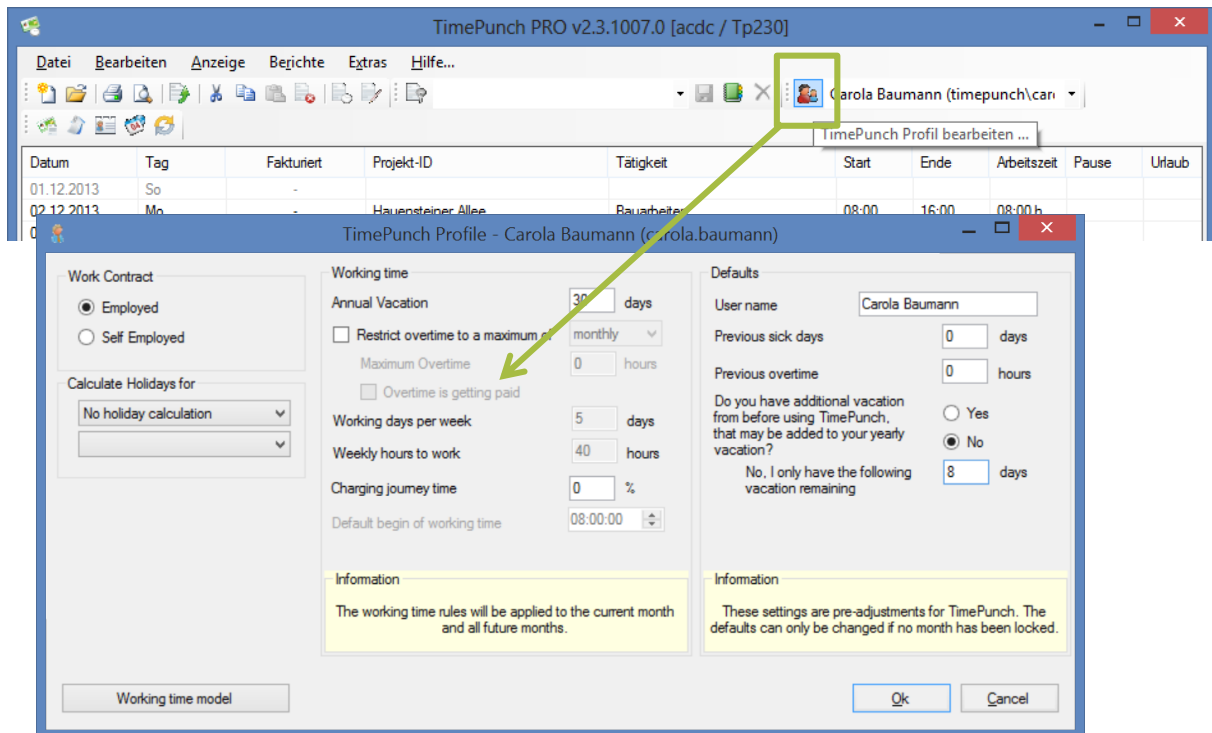 TimePunch PRO v2.3.1007.0 [acdc / Tp230]
Datei Bearbeiten Anzeige Berichte Extras Hilfe...
Carola Baumann (timepunch\car
TimePunch Profil bearbeiten ...
Datum Tag Fakturiert Projekt-ID Tätigkeit Start Ende Arbeitszeit Pause Urlaub
01.12.2013 So -
02.12.2013 Mo - Hauensteiner Allee Bauarbeiten 08:00 16:00 08:00 h
0
TimePunch Profile - Carola Baumann (carola.baumann)
Work Contract
Employed
Self Employed
Calculate Holidays for
No holiday calculation
Working time
Annual Vacation 30 days
Restrict overtime to a maximum of monthly
Maximum Overtime 0 hours
Overtime is getting paid
Working days per week 5 days
Weekly hours to work 40 hours
Charging journey time 0 %
Default begin of working time 08:00:00
Information
The working time rules will be applied to the current month
and all future months.
Defaults
User name Carola Baumann
Previous sick days 0 days
Previous overtime 0 hours
Do you have additional vacation
from before using TimePunch,
that may be added to your yearly
vacation?
Yes
No
No, I only have the following
vacation remaining
8 days
Information
These settings are pre-adjustments for TimePunch. The
defaults can only be changed if no month has been locked.
Working time model
Ok Cancel